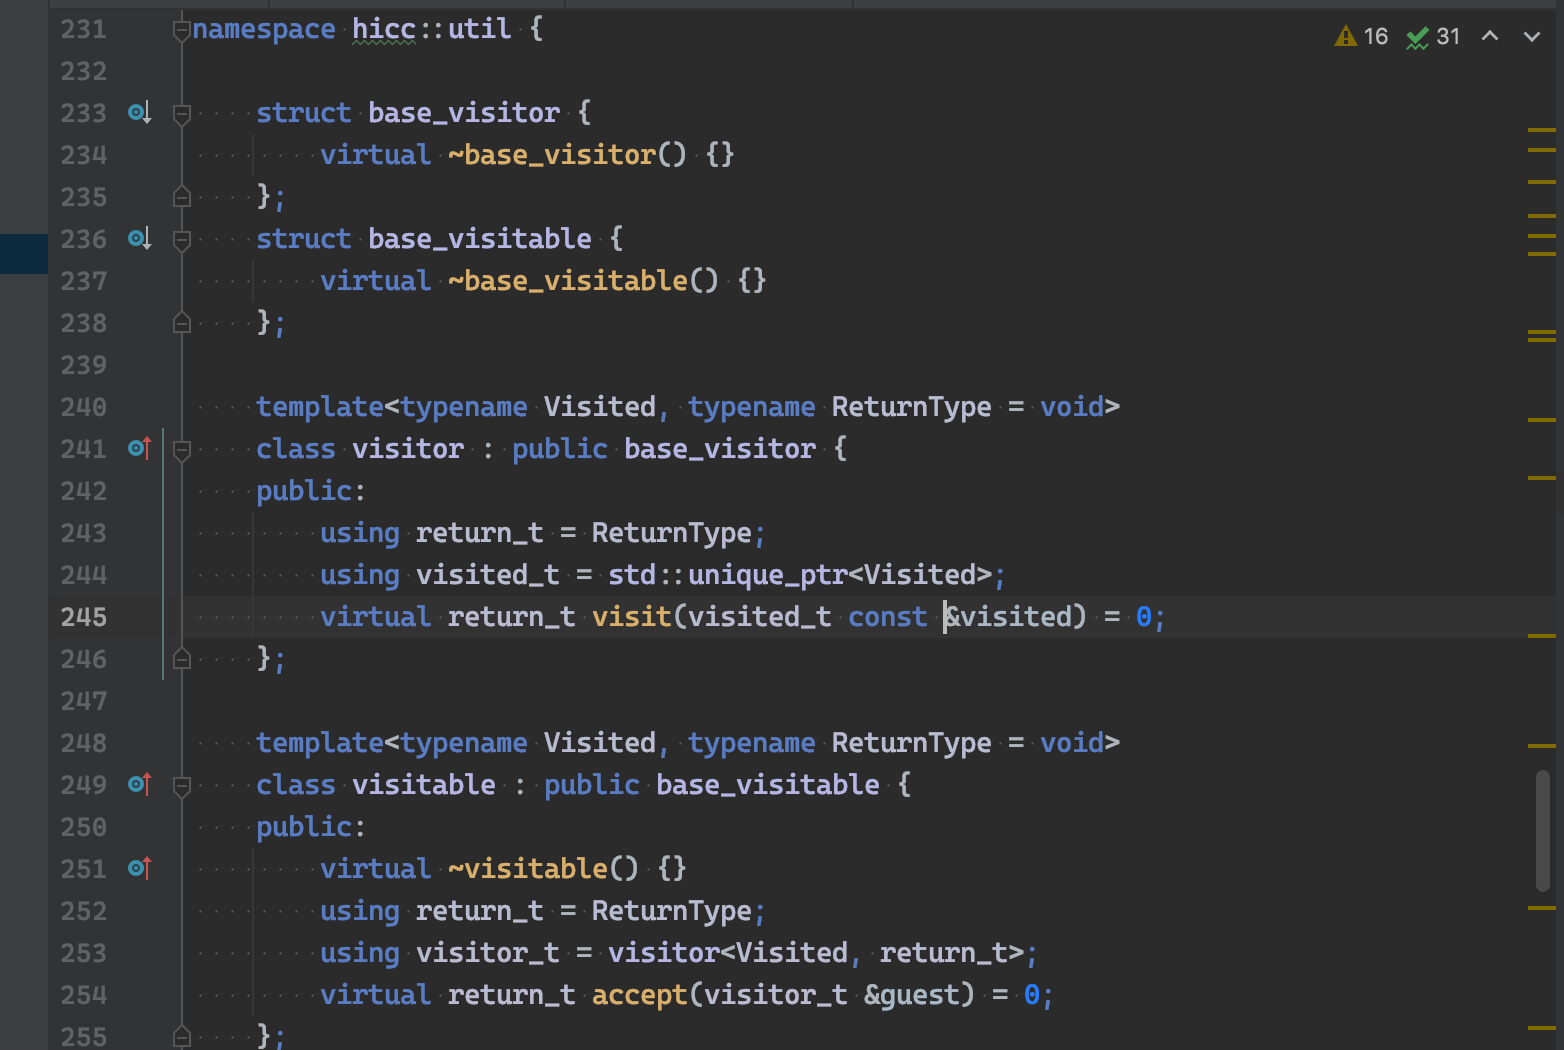 231 namespace hicc::util {
16 31
232
233 struct base_visitor {
234 virtual ~base_visitor() {}
235 };
236 struct base_visitable {
237 virtual ~base_visitable() {}
238 };
239
240 template<typename Visited, typename ReturnType = void>
241 class visitor : public base_visitor {
242 public:
243 using return_t = ReturnType;
244 using visited_t = std::unique_ptr<Visited>;
245 virtual return_t visit(visited_t const &visited) = 0;
246 };
247
248 template<typename Visited, typename ReturnType = void>
249 class visitable : public base_visitable {
250 public:
251 virtual ~visitable() {}
252 using return_t = ReturnType;
253 using visitor_t = visitor<Visited, return_t>;
254 virtual return_t accept(visitor_t &guest) = 0;
255 };